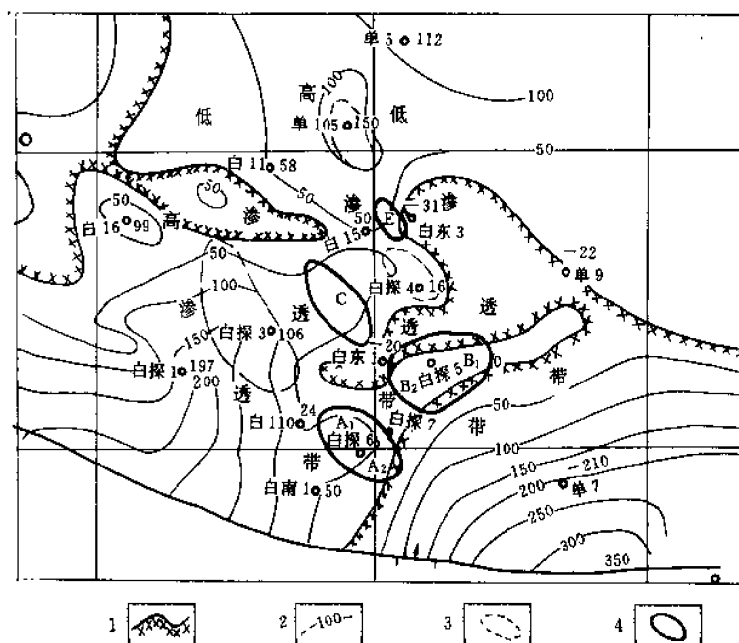 单5 112
100
高 100
低 单105 150 低
50
白11 58
50
50 渗 50 渗 -31 渗
白16 99 高 E
白15 白东3
-22
50 单9
C 白探4 16
渗 100 透 透
150 白探3 106 透 20
白探1 197 白东1 B₁ 0
200 B₂ 白探5 带
透 带 50
24 A₁ 白探7 带
白110 白探6 100
A₂ 150 -210
带 200 单7
白南1 50 250
300
350
1 2 -100- 3 4